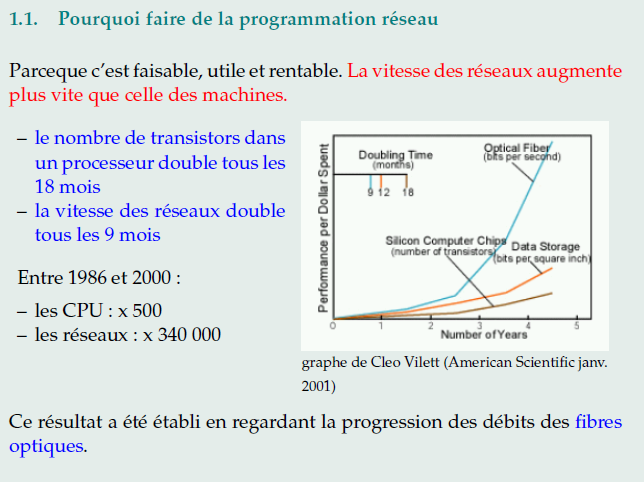 1.1. Pourquoi faire de la programmation réseau
Parceque c'est faisable, utile et rentable. La vitesse des réseaux augmente
plus vite que celle des machines.
– le nombre de transistors dans
un processeur double tous les
18 mois
– la vitesse des réseaux double
tous les 9 mois
Entre 1986 et 2000 :
– les CPU : x 500
– les réseaux : x 340 000
Performance per Dollar Spent
Doubling Time
(months)
9 12 18
Optical Fiber
(bits per second)
Silicon Computer Chips
(number of transistors)
Data Storage
(bits per square inch)
0 1 2 3 4 5
Number of Years
graphe de Cleo Vilett (American Scientific janv.
2001)
Ce résultat a été établi en regardant la progression des débits des fibres
optiques.